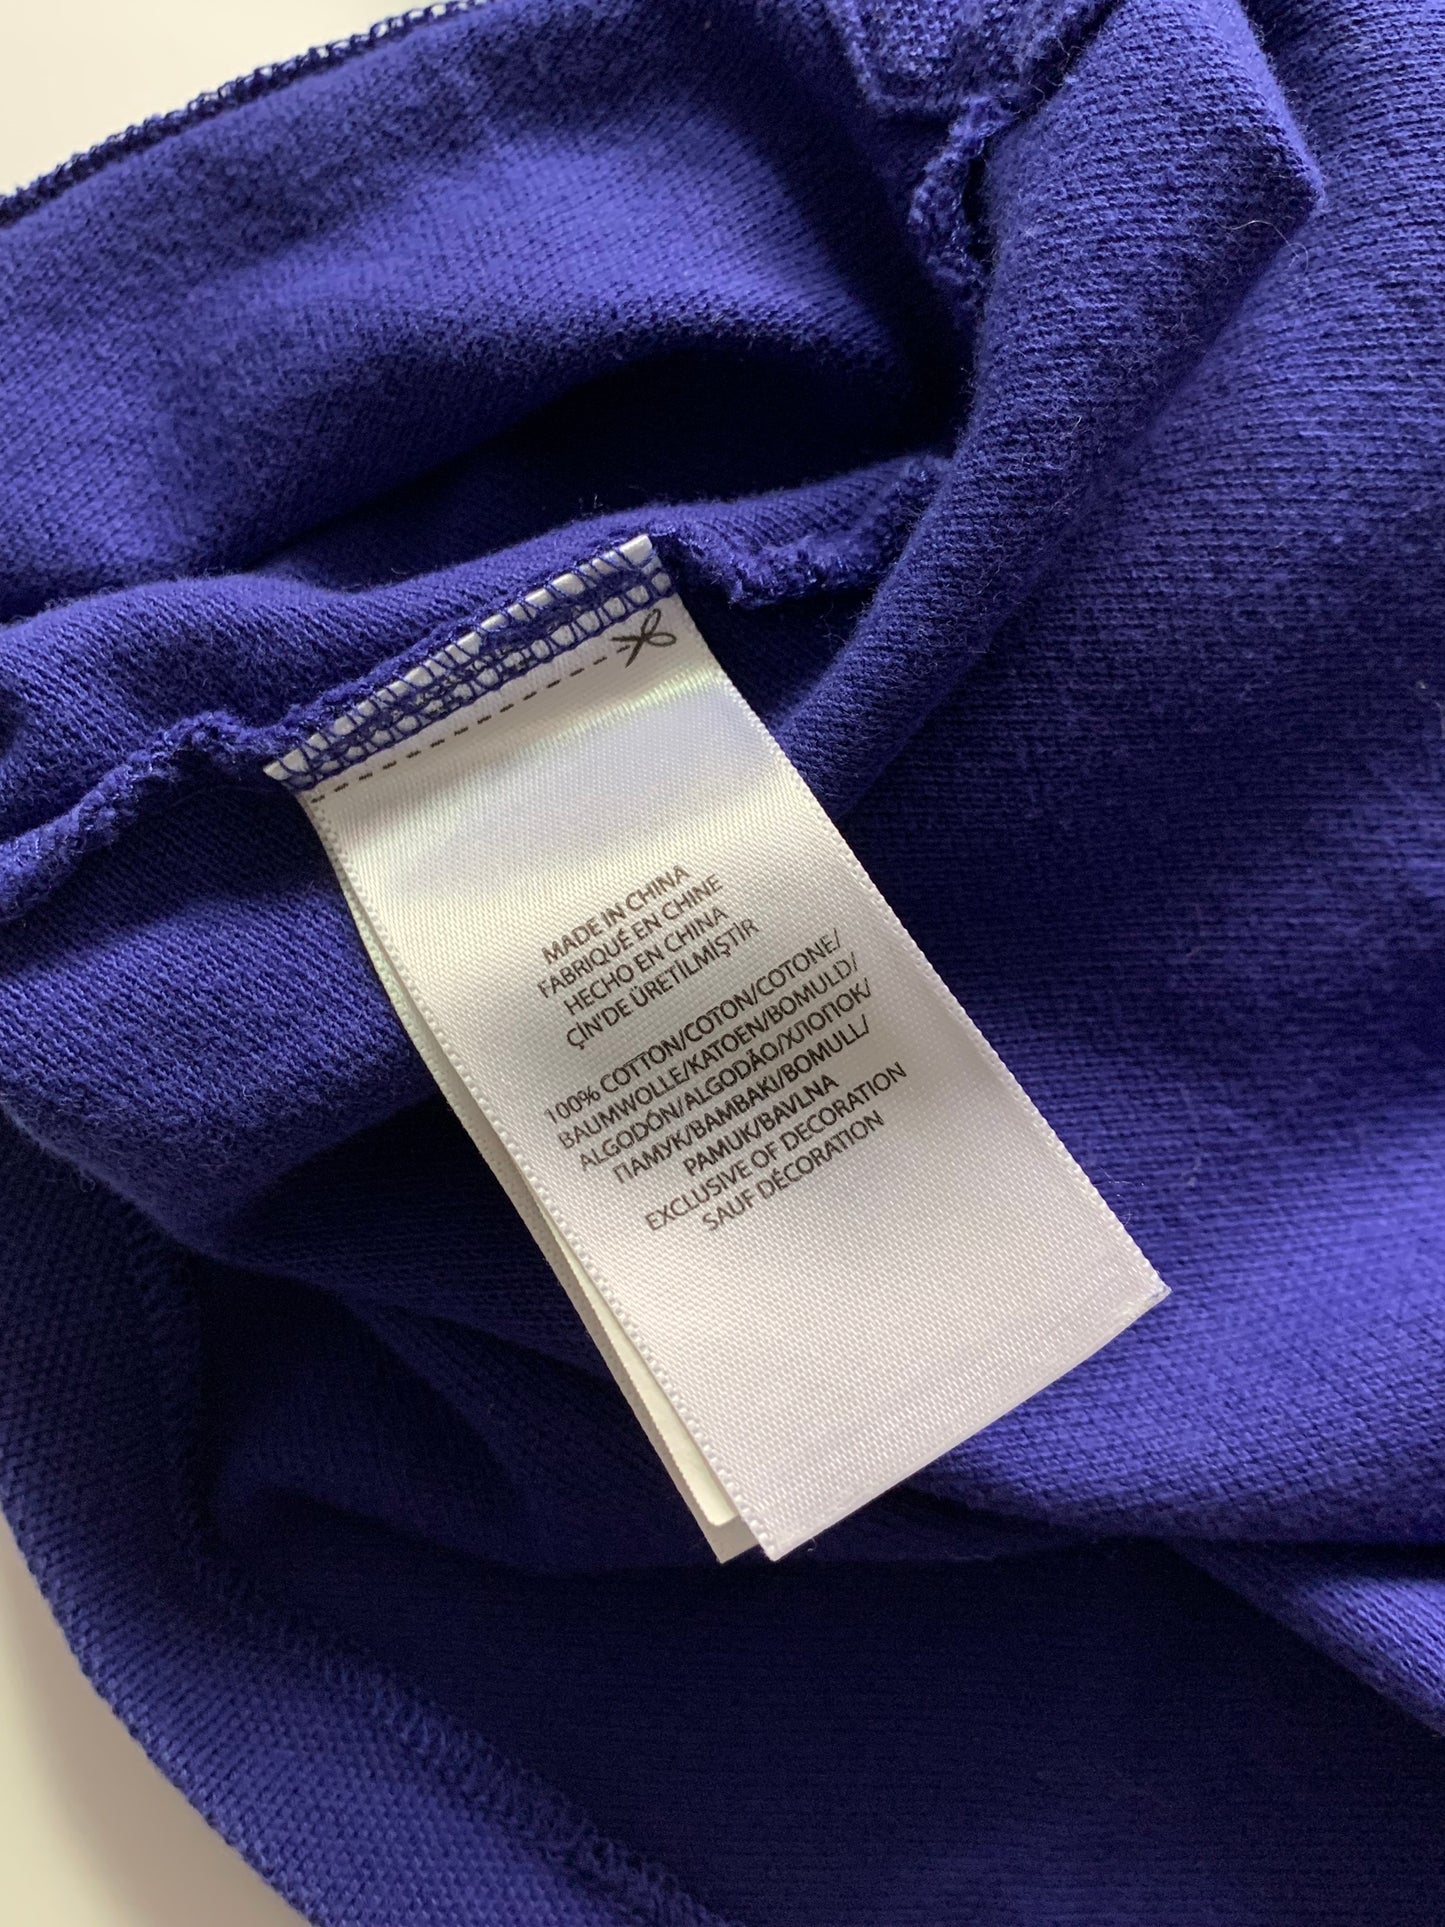 MADE IN CHINA
FABRIQUÉ EN CHINE
HECHO EN CHINA
ÇİN'DE ÜRETİLMİŞTİR
100% COTTON/COTON/COTONE/
BAUMWOLLE/KATOEN/BOMULD/
ALGODÓN/ALGODÃO/ХЛОПОК/
ПАМУК/BAMBAKI/BOMULL/
PAMUK/BAVLNA
EXCLUSIVE OF DECORATION
SAUF DÉCORATION